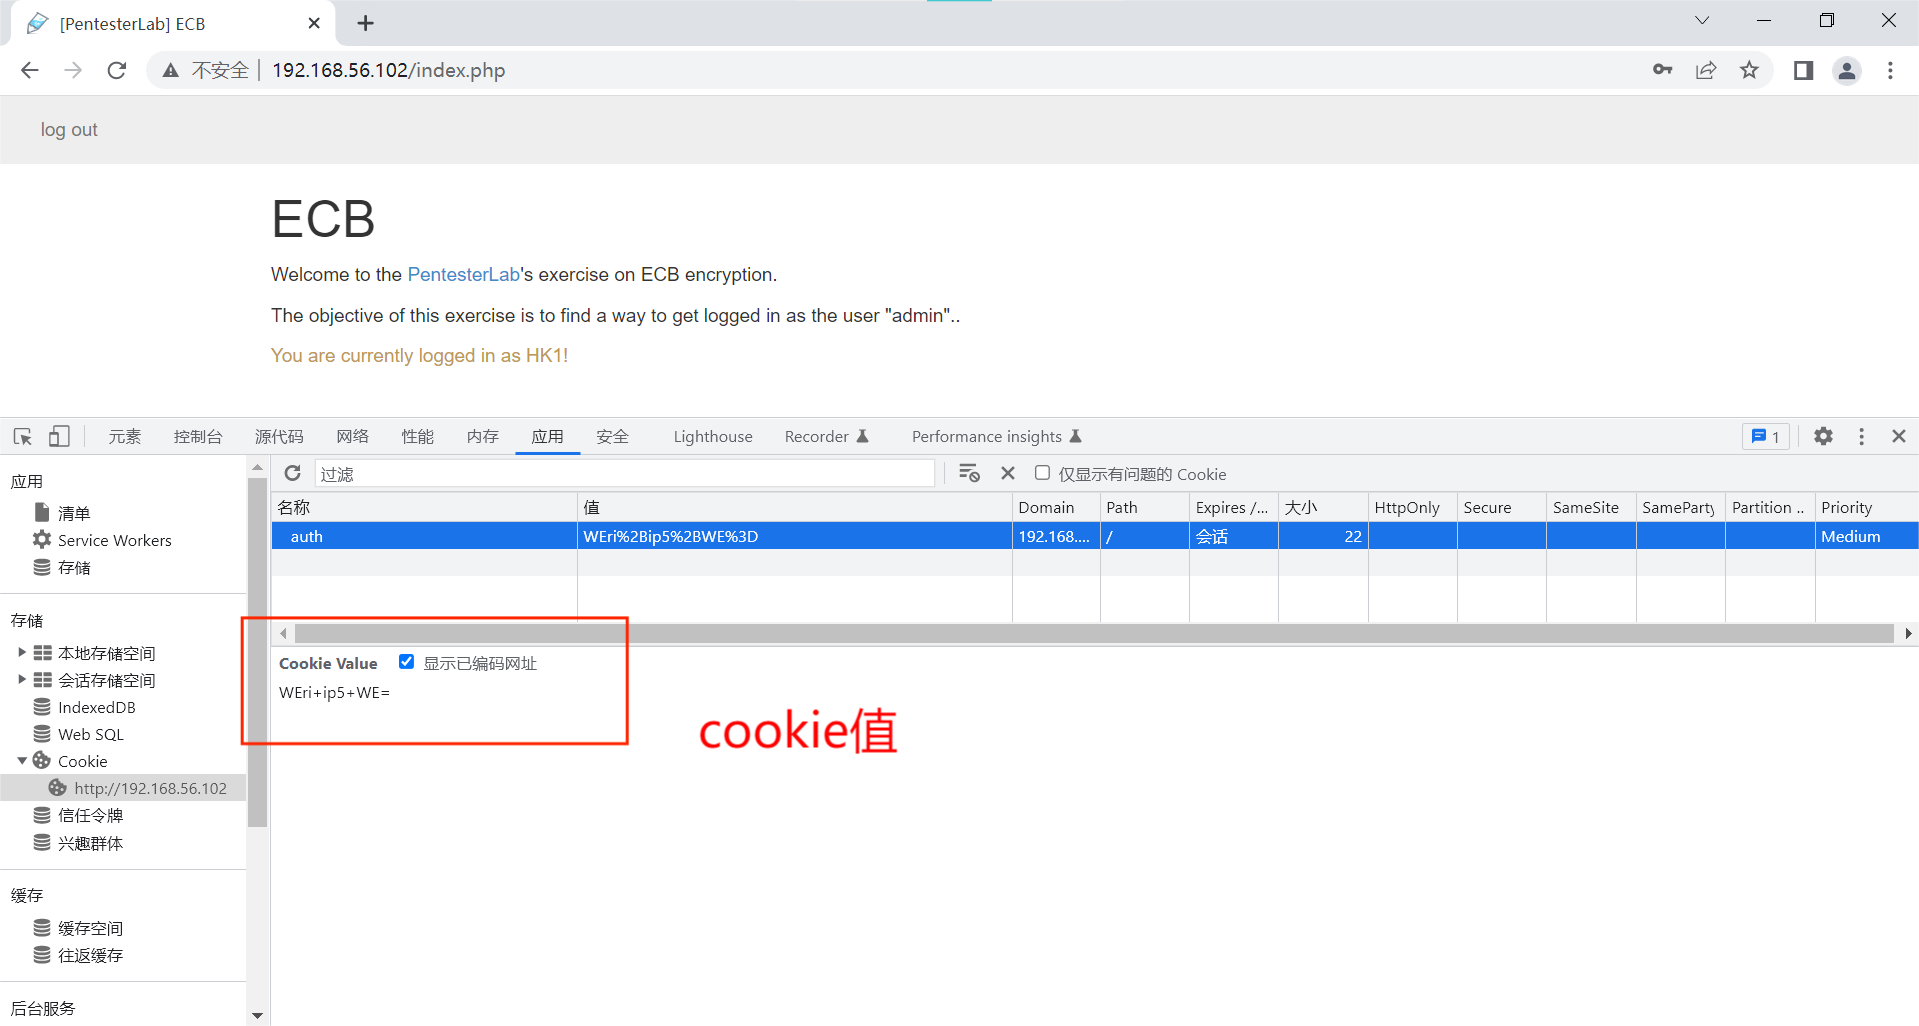 [PentesterLab] ECB
不安全 192.168.56.102/index.php
log out
ECB
Welcome to the PentesterLab's exercise on ECB encryption.
The objective of this exercise is to find a way to get logged in as the user "admin"..
You are currently logged in as HK1!
元素 控制台 源代码 网络 性能 内存 应用 安全 Lighthouse Recorder Performance insights 1
应用
清单
Service Workers
存储
存储
本地存储空间
会话存储空间
IndexedDB
Web SQL
Cookie
http://192.168.56.102
信任令牌
兴趣群体
缓存
缓存空间
往返缓存
后台服务
过滤 仅显示有问题的 Cookie
名称 值 Domain Path Expires /... 大小 HttpOnly Secure SameSite SameParty Partition .. Priority
auth WEri%2Bip5%2BWE%3D 192.168.... / 会话 22 Medium
Cookie Value 显示已编码网址
WEri+ip5+WE=
cookie值